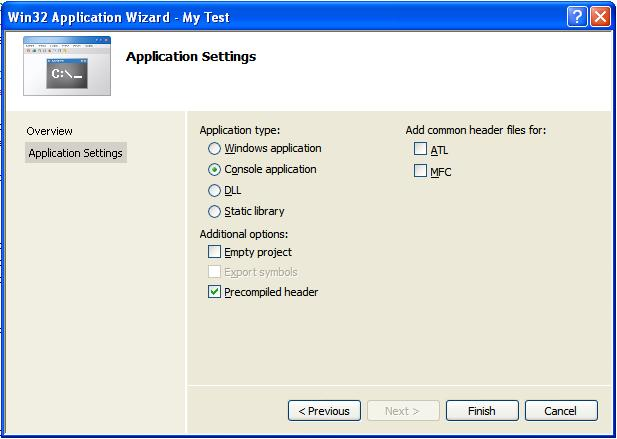 Win32 Application Wizard - My Test
C:\_
Application Settings
Overview
Application Settings
Application type:
Windows application
Console application
DLL
Static library
Additional options:
Empty project
Export symbols
Precompiled header
Add common header files for:
ATL
MFC
< Previous
Next >
Finish
Cancel